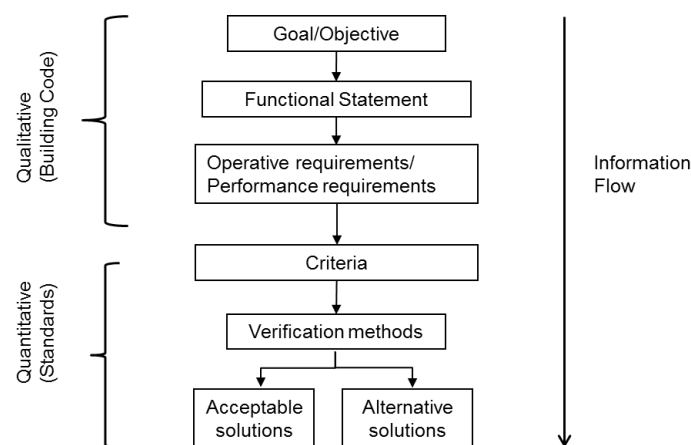 Goal/Objective
Functional Statement
Operative requirements/
Performance requirements
Criteria
Verification methods
Acceptable
solutions
Alternative
solutions
Qualitative
(Building Code)
Quantitative
(Standards)
Information
Flow